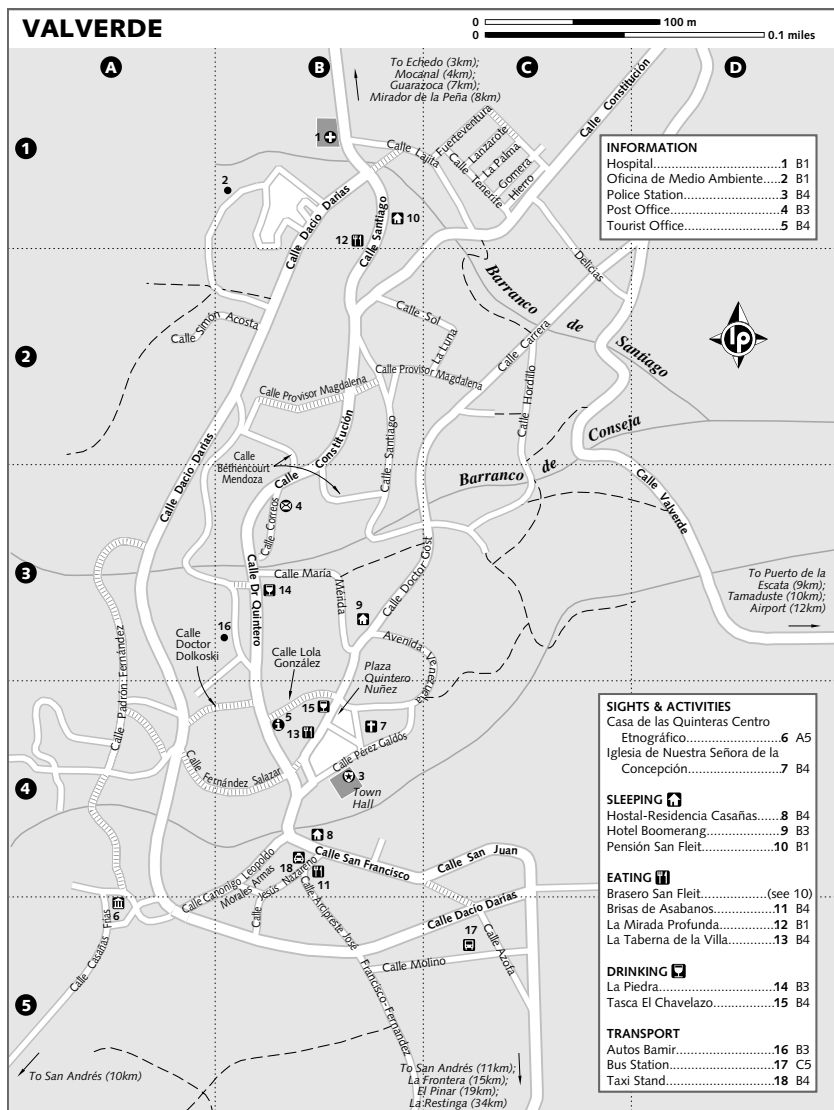 VALVERDE
0 100 m
0 0.1 miles
A
B
C
D
1
2
3
4
5
To Echedo (3km);
Mocanal (4km);
Guarazoca (7km);
Mirador de la Peña (8km)
INFORMATION
Hospital 1 B1
Oficina de Medio Ambiente 2 B1
Police Station 3 B4
Post Office 4 B3
Tourist Office 5 B4
SIGHTS & ACTIVITIES
Casa de las Quinteras Centro
Etnográfico 6 A5
Iglesia de Nuestra Señora de la
Concepción 7 B4
SLEEPING
Hostal-Residencia Casañas 8 B4
Hotel Boomerang 9 B3
Pensión San Fleit 10 B1
EATING
Brasero San Fleit (see 10)
Brisas de Asabanos 11 B4
La Mirada Profunda 12 B1
La Taberna de la Villa 13 B4
DRINKING
La Piedra 14 B3
Tasca El Chavelazo 15 B4
TRANSPORT
Autos Bamir 16 B3
Bus Station 17 C5
Taxi Stand 18 B4
lp
1
2
Calle Lajita
Fuerteventura
Lanzarote
La Palma
Gomera
Hierro
Calle Tenerife
Calle Constitución
Calle Dacio Darías
Calle Santiago
10
12
Delicias
Barranco de Santiago
Calle Simón Acosta
Calle Sol
La Luna
Calle Carrera
Calle Provisor Magdalena
Calle Provisor Magdalena
Calle Hordillo
Calle Constitución
Calle Santiago
Calle
Béthencourt
Mendoza
Barranco de Conseja
Calle Valverde
Calle Dacio Darías
4
Calle Correos
Calle María
Mérida
14
Calle Dr Quintero
Calle Doctor Gost
9
16
To Puerto de la
Escata (9km);
Tamaduste (10km);
Airport (12km)
Calle
Doctor
Dolkoski
Calle Lola
González
Plaza
Quintero
Nuñez
Avenida Venezuela
Calle Padrón Fernández
15
5
13
7
Calle Pérez Galdós
3
Town
Hall
Calle Fernández Salazar
8
18
11
Calle San Francisco
Calle San Juan
Calle Canonigo Leopoldo
Morales Armas
Calle Jesús Nazareno
Calle Arcipreste José
Francisco-Fernandez
Calle Dacio Darías
6
Calle Casañas Frías
17
Calle Azofa
Calle Molino
To San Andrés (10km)
To San Andrés (11km);
La Frontera (15km);
El Pinar (19km);
La Restinga (34km)